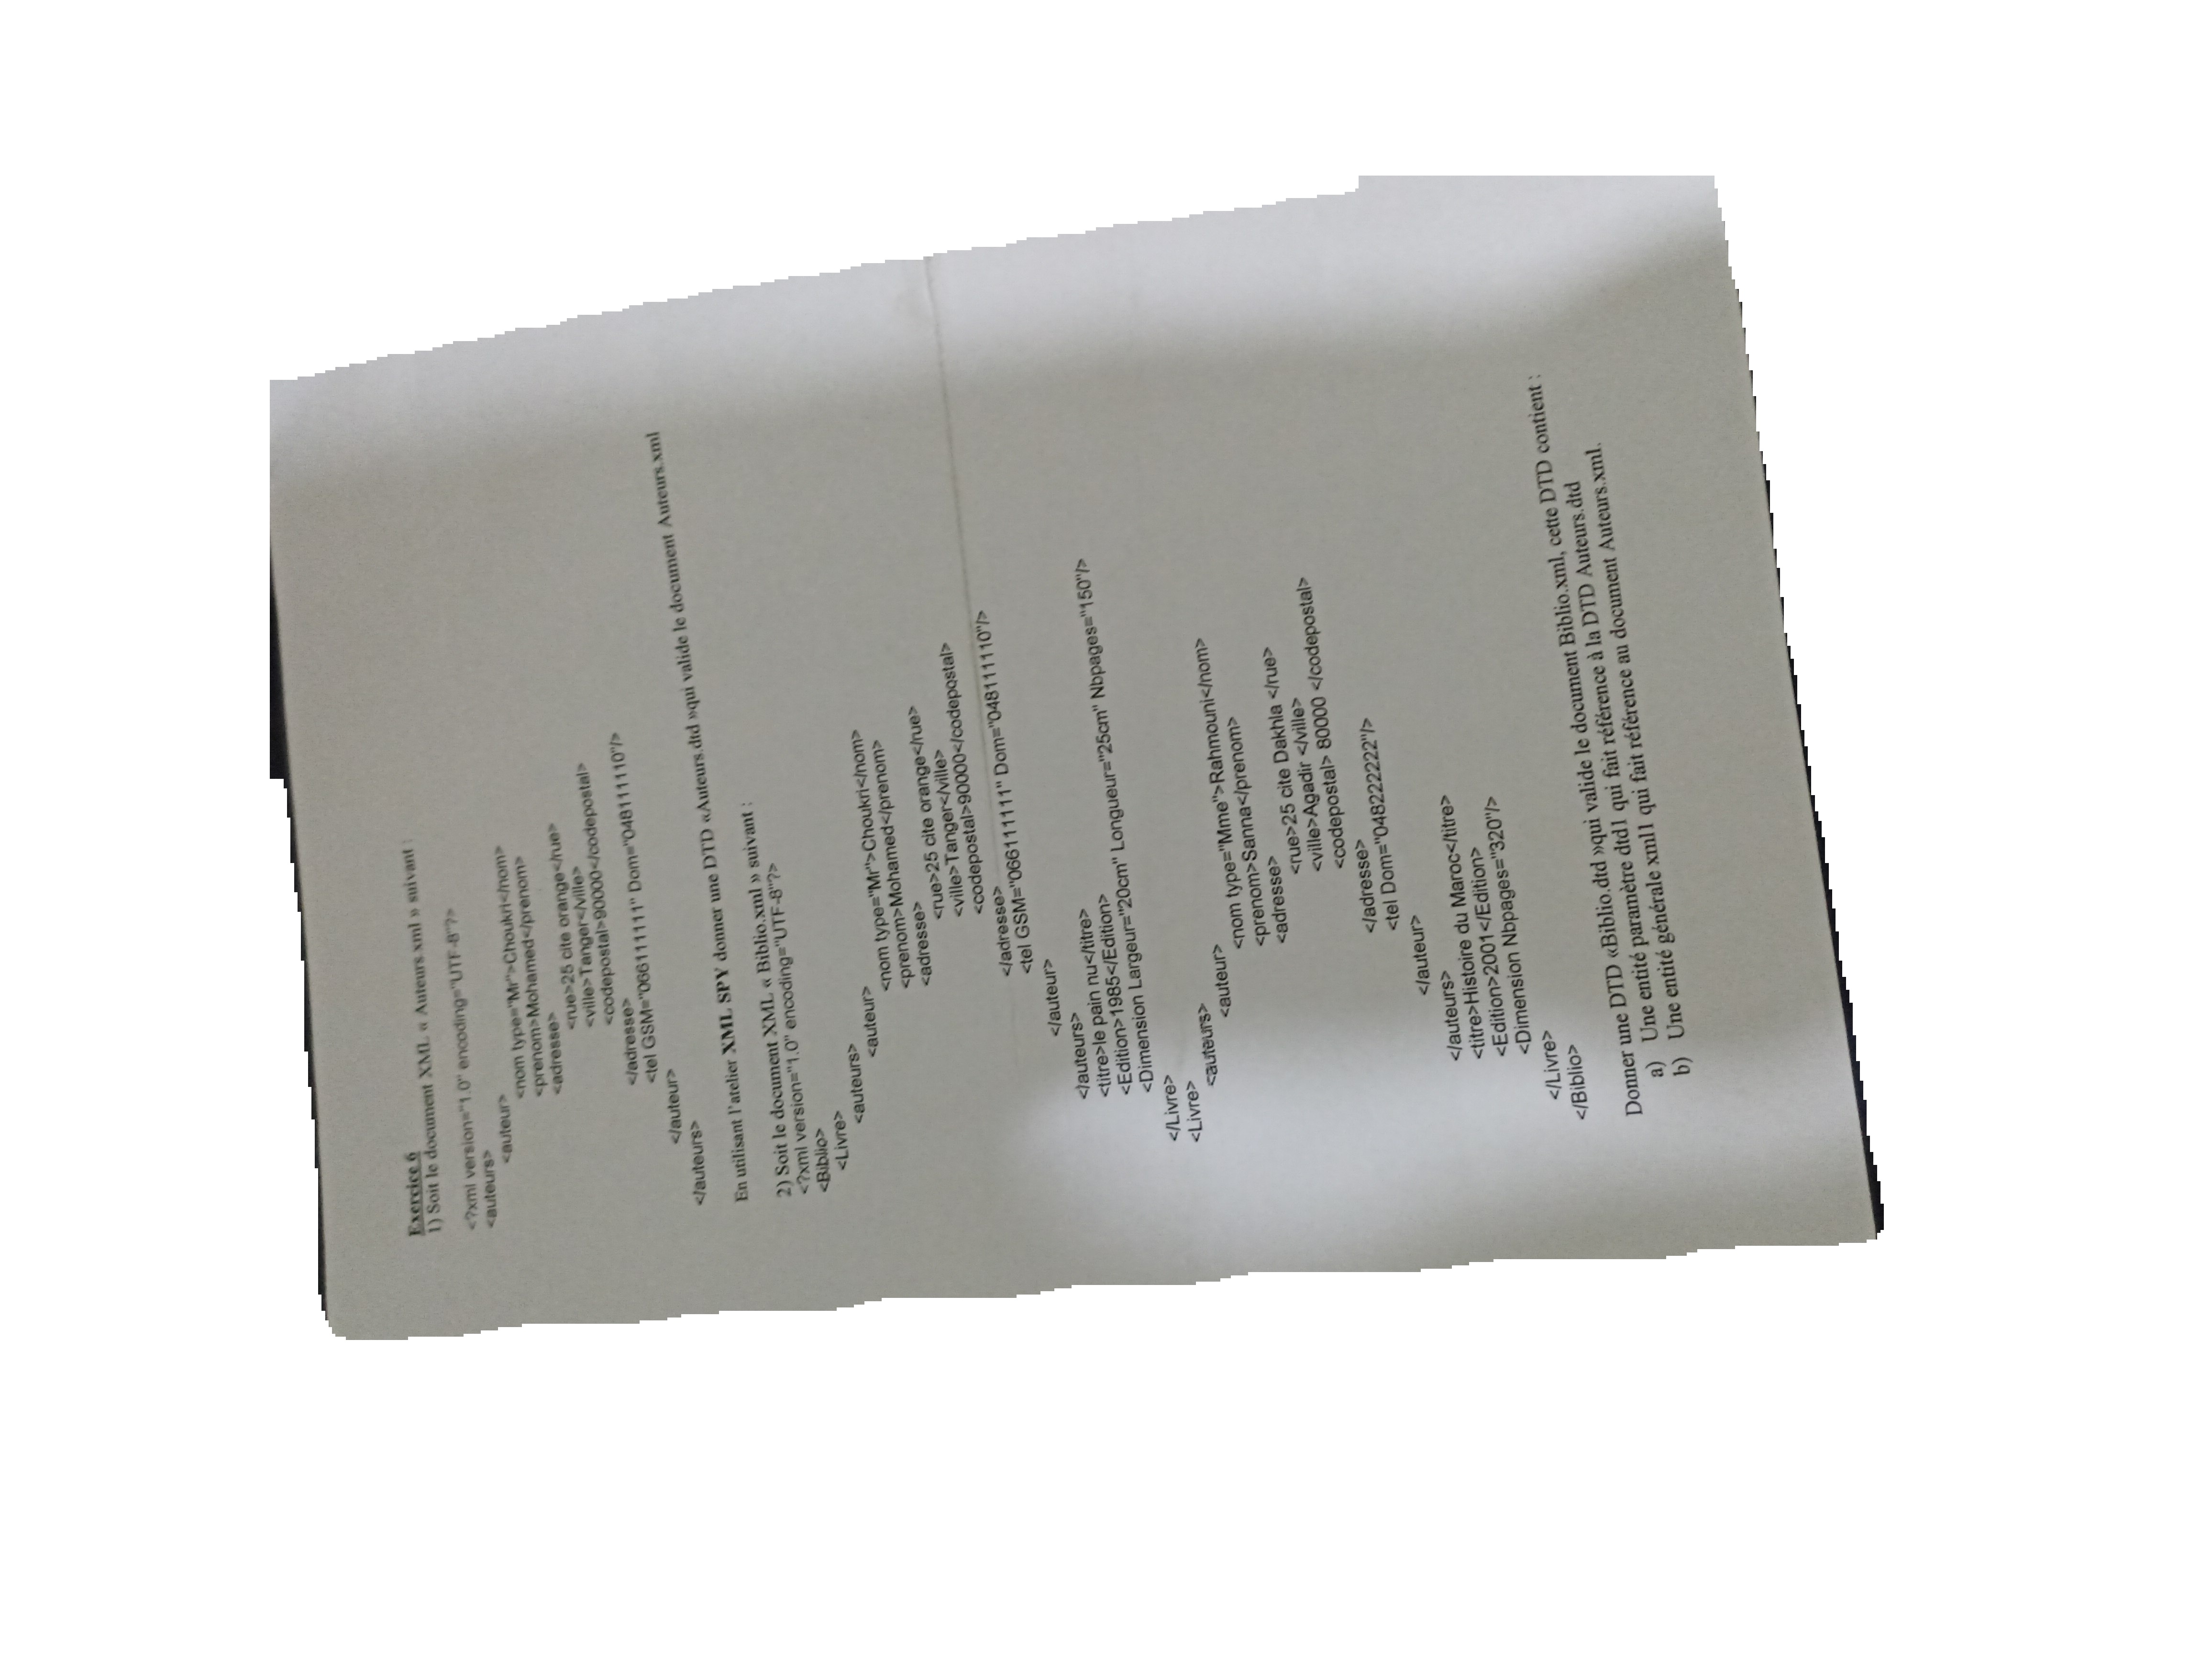 Exercice 6
1) Soit le document XML « Auteurs.xml » suivant :
<?xml version="1.0" encoding="UTF-8"?>
<auteurs>
<auteur>
<nom type="Mr">Choukri</nom>
<prenom>Mohamed</prenom>
<adresse>
<rue>25 cite orange</rue>
<ville>Tanger</ville>
<codepostal>90000</codepostal>
</adresse>
<tel GSM="066111111" Dom="048111110"/>
</auteur>
</auteurs>
En utilisant l'atelier XML SPY donner une DTD «Auteurs.dtd »qui valide le document Auteurs.xml
2) Soit le document XML « Biblio.xml » suivant :
<?xml version="1.0" encoding="UTF-8"?>
<Biblio>
<Livre>
<auteurs>
<auteur>
<nom type="Mr">Choukri</nom>
<prenom>Mohamed</prenom>
<adresse>
<rue>25 cite orange</rue>
<ville>Tanger</ville>
<codepostal>90000</codepostal>
</adresse>
<tel GSM="066111111" Dom="048111110"/>
</auteur>
</auteurs>
<titre>le pain nu</titre>
<Edition>1985</Edition>
<Dimension Largeur="20cm" Longueur="25cm" Nbpages="150"/>
</Livre>
<Livre>
<auteurs>
<auteur>
<nom type="Mme">Rahmouni</nom>
<prenom>Sanna</prenom>
<adresse>
<rue>25 cite Dakhla </rue>
<ville>Agadir </ville>
<codepostal> 80000 </codepostal>
</adresse>
<tel Dom="048222222"/>
</auteur>
</auteurs>
<titre>Histoire du Maroc</titre>
<Edition>2001</Edition>
<Dimension Nbpages="320"/>
</Livre>
</Biblio>
Donner une DTD «Biblio.dtd »qui valide le document Biblio.xml, cette DTD contient :
a) Une entité paramètre dtd1 qui fait référence à la DTD Auteurs.dtd
b) Une entité générale xml1 qui fait référence au document Auteurs.xml.